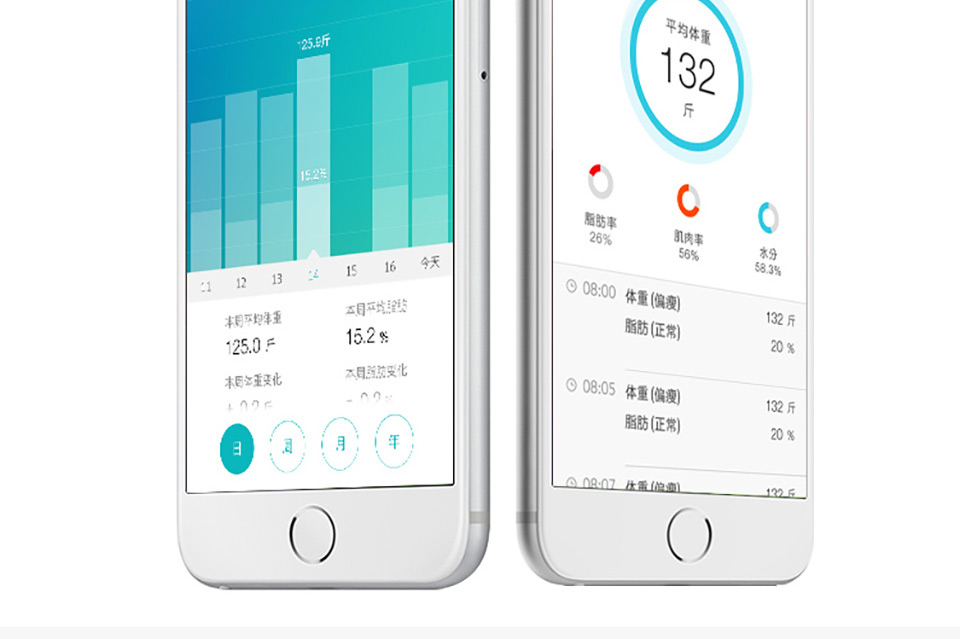 125.9斤
15.2%
11
12
13
14
15
16
今天
本周平均体重
125.0 斤
本周平均脂肪
15.2 %
本周体重变化
本周脂肪变化
日
周
月
年
平均体重
132
斤
脂肪率
26%
肌肉率
56%
水分
58.3%
08:00 体重 (偏瘦) 132 斤
脂肪 (正常) 20 %
08:05 体重 (偏瘦) 132 斤
脂肪 (正常) 20 %
08:07 体重 (偏瘦) 132 斤